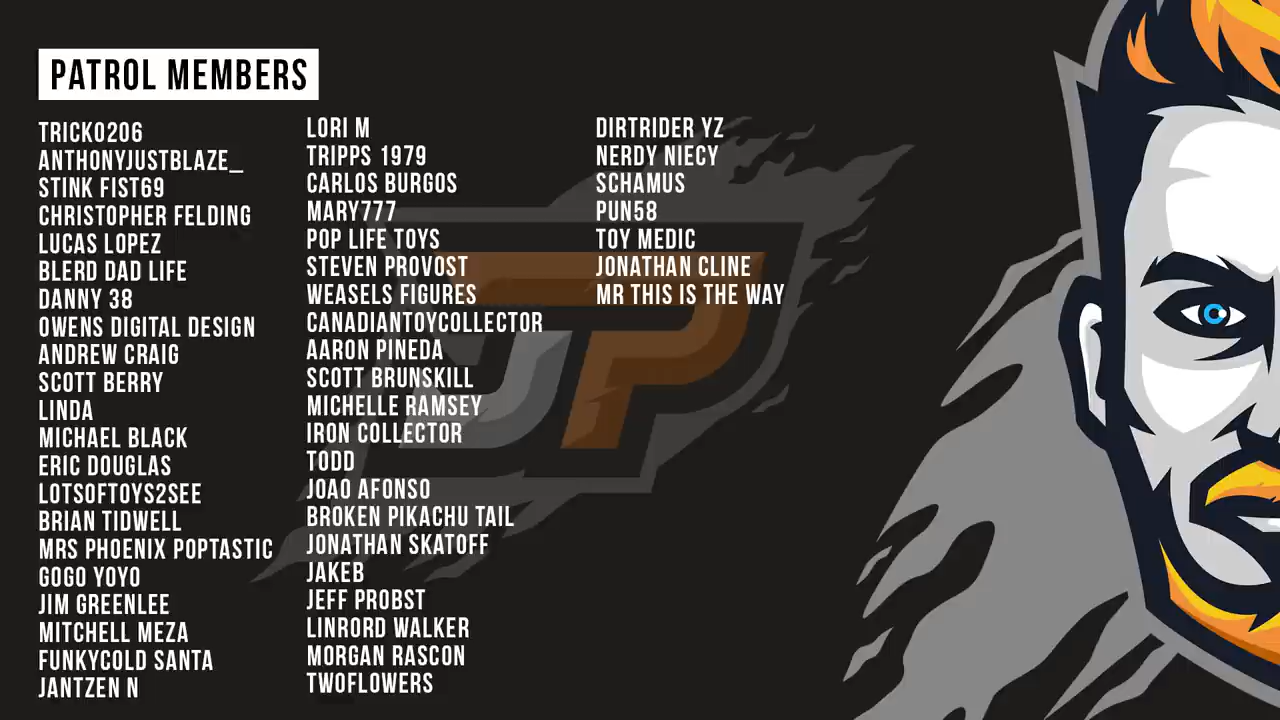 PATROL MEMBERS
TRICKO206
ANTHONYJUSTBLAZE_
STINK FIST69
CHRISTOPHER FELDING
LUCAS LOPEZ
BLERD DAD LIFE
DANNY 38
OWENS DIGITAL DESIGN
ANDREW CRAIG
SCOTT BERRY
LINDA
MICHAEL BLACK
ERIC DOUGLAS
LOTSOFTOYS2SEE
BRIAN TIDWELL
MRS PHOENIX POPTASTIC
GOGO YOYO
JIM GREENLEE
MITCHELL MEZA
FUNKYCOLD SANTA
JANTZEN N
LORI M
TRIPPS 1979
CARLOS BURGOS
MARY777
POP LIFE TOYS
STEVEN PROVOST
WEASELS FIGURES
CANADIANTOYCOLLECTOR
AARON PINEDA
SCOTT BRUNSKILL
MICHELLE RAMSEY
IRON COLLECTOR
TODD
JOAO AFONSO
BROKEN PIKACHU TAIL
JONATHAN SKATOFF
JAKEB
JEFF PROBST
LINRORD WALKER
MORGAN RASCON
TWOFLOWERS
DIRTRIDER YZ
NERDY NIECY
SCHAMUS
PUN58
TOY MEDIC
JONATHAN CLINE
MR THIS IS THE WAY
JP